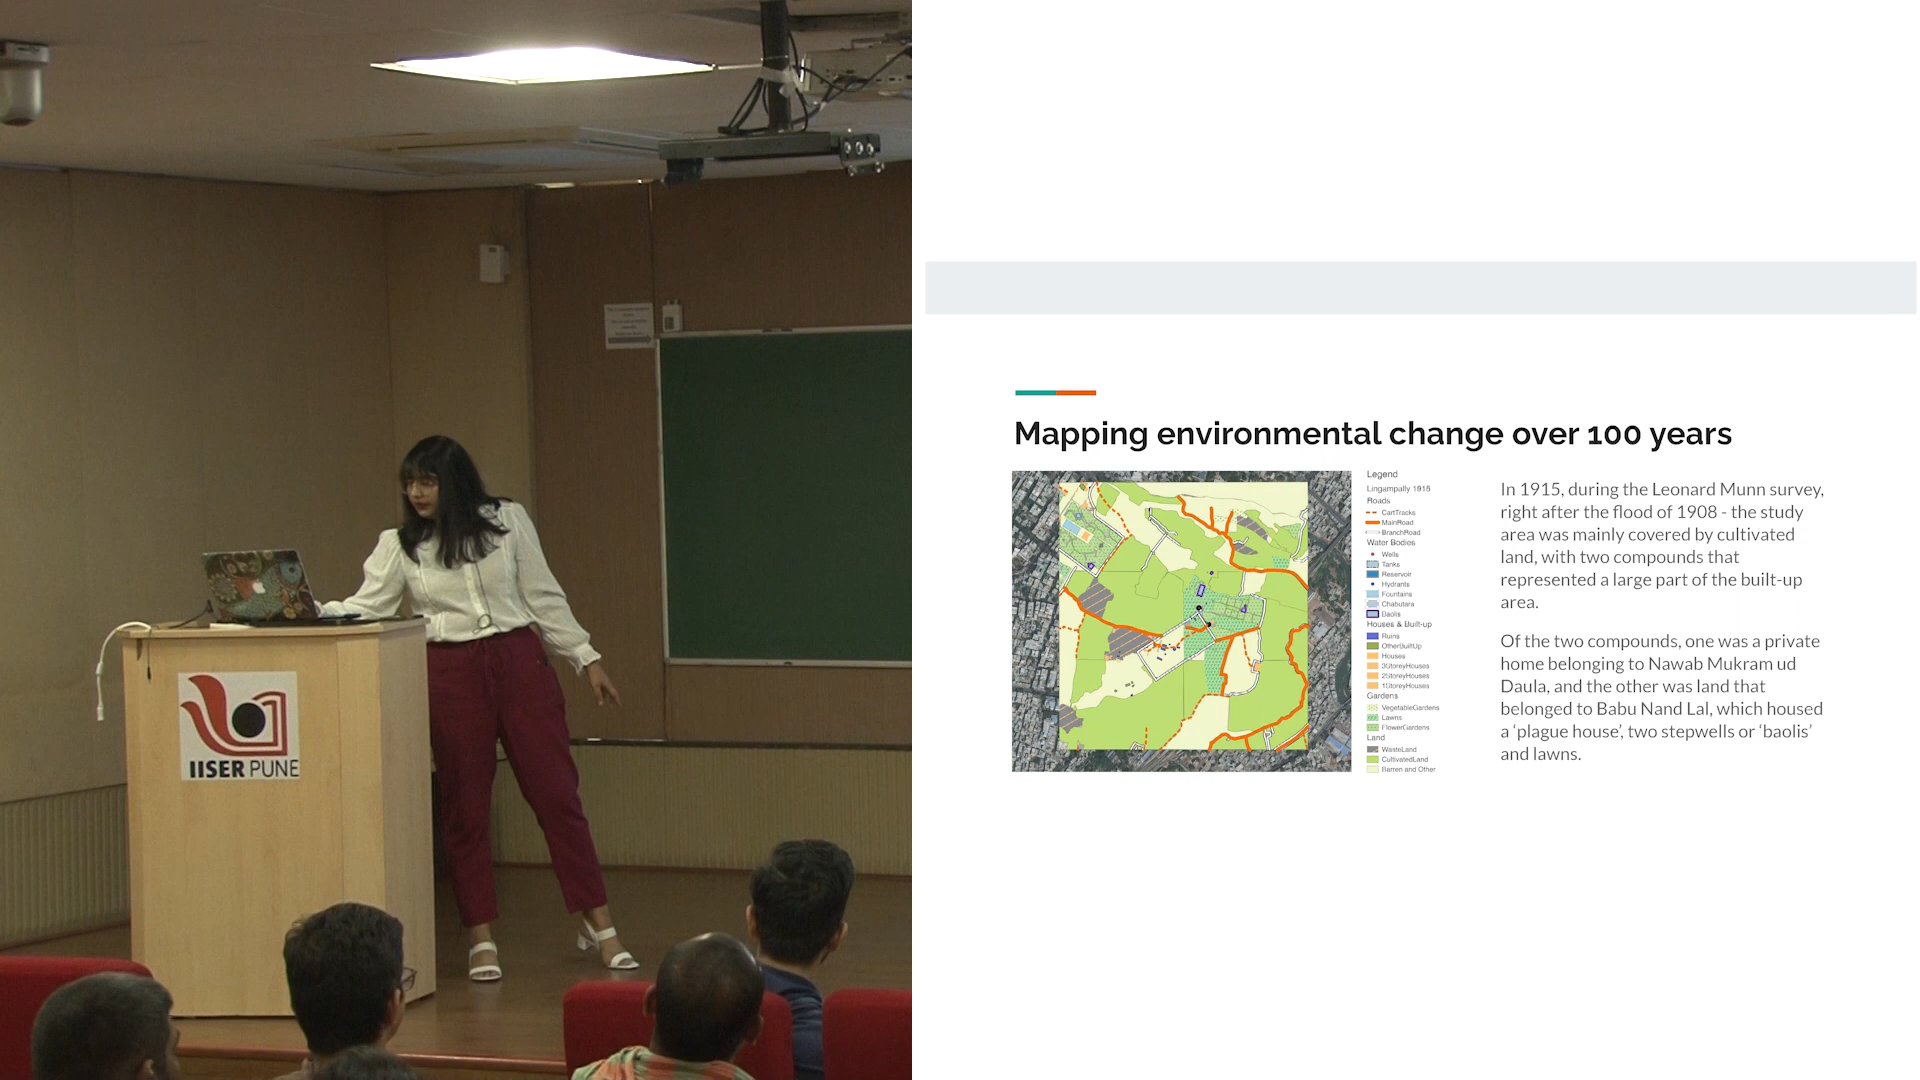 IISER PUNE
Mapping environmental change over 100 years
Legend
Lingampally 1915
Roads
CartTracks
MainRoad
BranchRoad
Water Bodies
Wells
Tanks
Reservoir
Hydrants
Fountains
Chabutara
Baolis
Houses & Built-up
Ruins
OtherBuiltUp
Houses
3StoreyHouses
2StoreyHouses
1StoreyHouses
Gardens
VegetableGardens
Lawns
FlowerGardens
Land
WasteLand
CultivatedLand
Barren and Other
In 1915, during the Leonard Munn survey,
right after the flood of 1908 - the study
area was mainly covered by cultivated
land, with two compounds that
represented a large part of the built-up
area.
Of the two compounds, one was a private
home belonging to Nawab Mukram ud
Daula, and the other was land that
belonged to Babu Nand Lal, which housed
a ‘plague house’, two stepwells or ‘baolis’
and lawns.